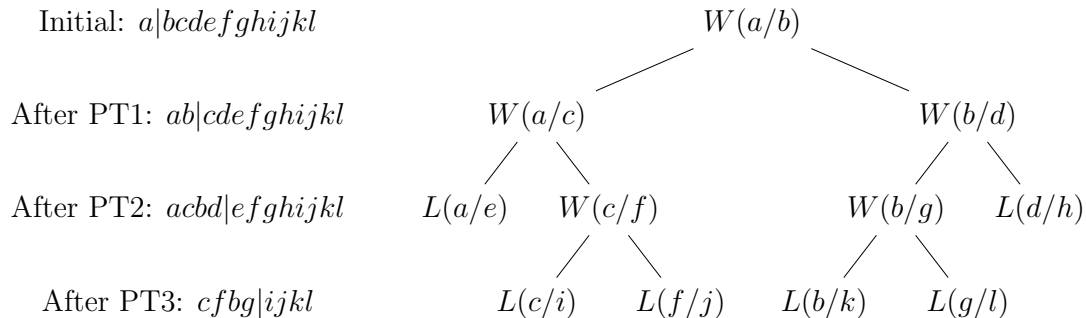 Initial: a|bcdefghijkl W(a/b)
After PT1: ab|cdefghijkl W(a/c) W(b/d)
After PT2: acbd|efghijkl L(a/e) W(c/f) W(b/g) L(d/h)
After PT3: cfbg|ijkl L(c/i) L(f/j) L(b/k) L(g/l)